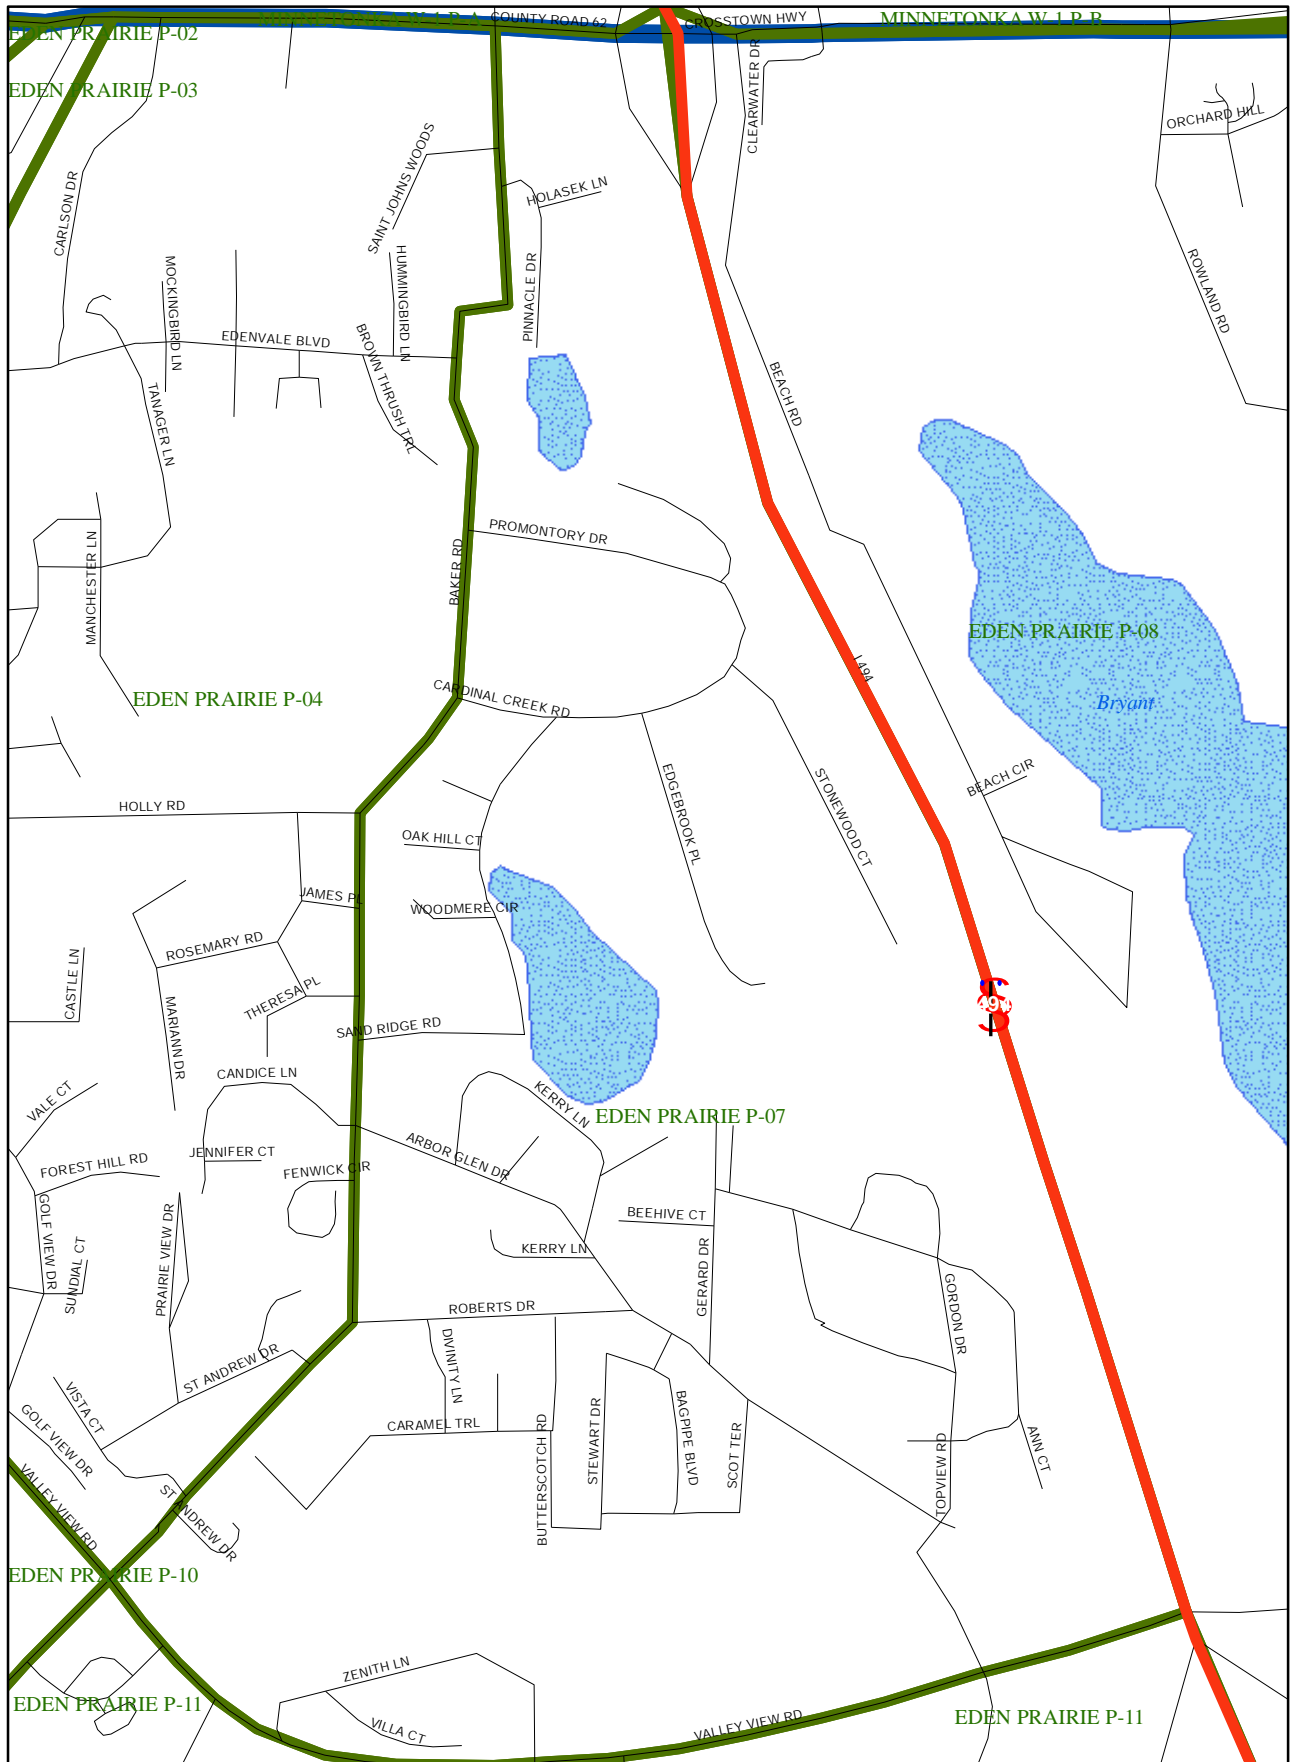 COUNTY ROAD 62
CROSSTOWN HWY
MINNETONKA W-1 P-A
MINNETONKA W-1 P-B
EDEN PRAIRIE P-02
EDEN PRAIRIE P-03
CLEARWATER DR
ORCHARD HILL
SAINT JOHNS WOODS
HOLASEK LN
CARLSON DR
MOCKINGBIRD LN
HUMMINGBIRD LN
PINNACLE DR
ROWLAND RD
EDENVALE BLVD
BROWN THRUSH TRL
TANAGER LN
BEACH RD
PROMONTORY DR
MANCHESTER LN
BAKER RD
EDEN PRAIRIE P-08
I-494
EDEN PRAIRIE P-04
CARDINAL CREEK RD
Bryant
EDGEBROOK PL
STONEWOOD CT
BEACH CIR
HOLLY RD
OAK HILL CT
JAMES PL
WOODMERE CIR
ROSEMARY RD
CASTLE LN
THERESA PL
494
MARIANN DR
SAND RIDGE RD
CANDICE LN
VALE CT
KERRY LN
EDEN PRAIRIE P-07
JENNIFER CT
ARBOR GLEN DR
FOREST HILL RD
FENWICK CIR
GOLF VIEW DR
BEEHIVE CT
PRAIRIE VIEW DR
SUNDIAL CT
KERRY LN
GERARD DR
GORDON DR
ROBERTS DR
DIVINITY LN
ST ANDREW DR
VISTA CT
GOLF VIEW DR
CARAMEL TRL
BUTTERSCOTCH RD
STEWART DR
BAGPIPE BLVD
SCOT TER
TOPVIEW RD
ANN CT
VALLEY VIEW RD
ST ANDREW DR
EDEN PRAIRIE P-10
ZENITH LN
EDEN PRAIRIE P-11
VILLA CT
VALLEY VIEW RD
EDEN PRAIRIE P-11